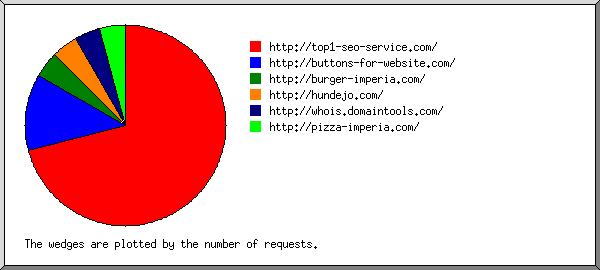 http://top1-seo-service.com/
http://buttons-for-website.com/
http://burger-imperia.com/
http://hundejo.com/
http://whois.domaintools.com/
http://pizza-imperia.com/
The wedges are plotted by the number of requests.